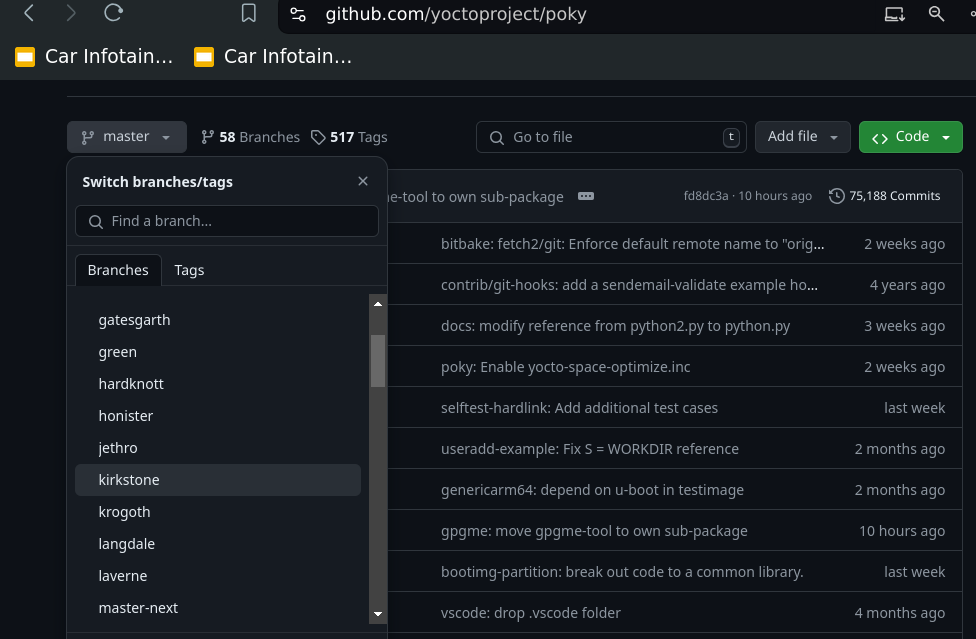 github.com/yoctoproject/poky
Car Infotain... Car Infotain...
master 58 Branches 517 Tags Go to file t Add file Code
Switch branches/tags
-tool to own sub-package fd8dc3a · 10 hours ago 75,188 Commits
Find a branch...
Branches Tags
bitbake: fetch2/git: Enforce default remote name to "orig... 2 weeks ago
contrib/git-hooks: add a sendemail-validate example ho... 4 years ago
docs: modify reference from python2.py to python.py 3 weeks ago
poky: Enable yocto-space-optimize.inc 2 weeks ago
selftest-hardlink: Add additional test cases last week
useradd-example: Fix S = WORKDIR reference 2 months ago
genericarm64: depend on u-boot in testimage 2 months ago
gpgme: move gpgme-tool to own sub-package 10 hours ago
bootimg-partition: break out code to a common library. last week
vscode: drop .vscode folder 4 months ago
gatesgarth
green
hardknott
honister
jethro
kirkstone
krogoth
langdale
laverne
master-next